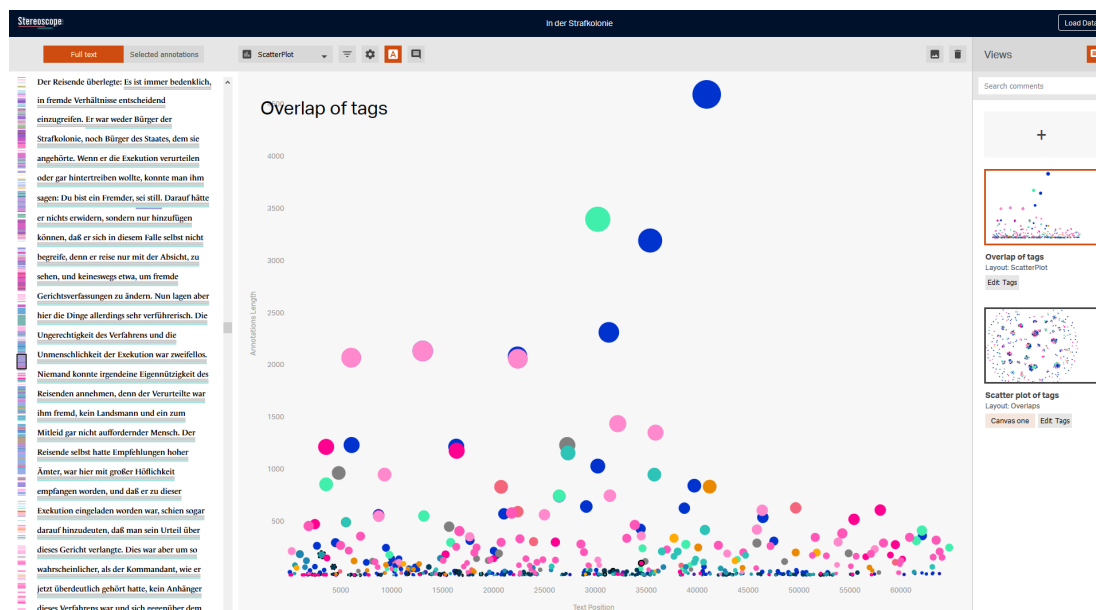 Stereoscope
In der Strafkolonie
Load Data
Full text
Selected annotations
ScatterPlot
A
Views
Der Reisende überlegte: Es ist immer bedenklich,
in fremde Verhältnisse entscheidend
einzugreifen. Er war weder Bürger der
Strafkolonie, noch Bürger des Staates, dem sie
angehörte. Wenn er die Exekution verurteilen
oder gar hintertreiben wollte, konnte man ihm
sagen: Du bist ein Fremder, sei still. Darauf hätte
er nichts erwidern, sondern nur hinzufügen
können, daß er sich in diesem Falle selbst nicht
begreife, denn er reise nur mit der Absicht, zu
sehen, und keineswegs etwa, um fremde
Gerichtsverfassungen zu ändern. Nun lagen aber
hier die Dinge allerdings sehr verführerisch. Die
Ungerechtigkeit des Verfahrens und die
Unmenschlichkeit der Exekution war zweifellos.
Niemand konnte irgendeine Eigennützigkeit des
Reisenden annehmen, denn der Verurteilte war
ihm fremd, kein Landsmann und ein zum
Mitleid gar nicht auffordernder Mensch. Der
Reisende selbst hatte Empfehlungen hoher
Ämter, war hier mit großer Höflichkeit
empfangen worden, und daß er zu dieser
Exekution eingeladen worden war, schien sogar
darauf hinzudeuten, daß man sein Urteil über
dieses Gericht verlangte. Dies war aber um so
wahrscheinlicher, als der Kommandant, wie er
jetzt überdeutlich gehört hatte, kein Anhänger
dieses Verfahrens war und sich gegenüber dem
Overlap of tags
4000
3500
3000
2500
2000
1500
1000
500
Annotations Length
5000
10000
15000
20000
25000
30000
35000
40000
45000
50000
55000
60000
Text Position
Search comments
+
Overlap of tags
Layout: ScatterPlot
Edit Tags
Scatter plot of tags
Layout: Overlaps
Canvas one
Edit Tags